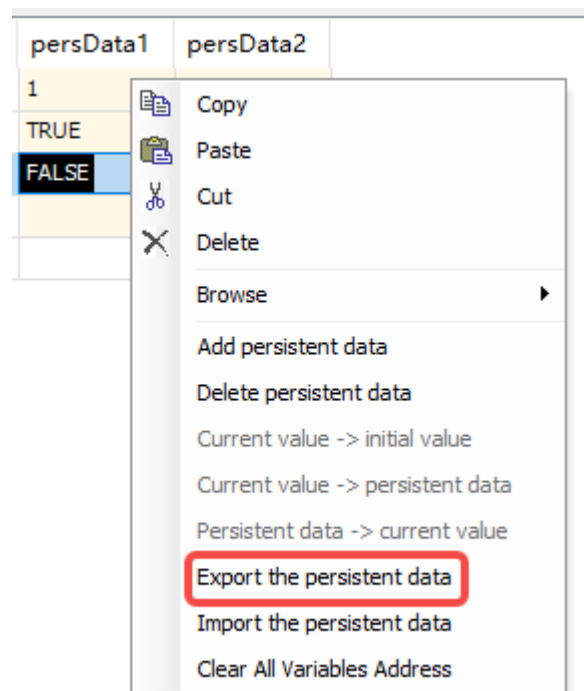 persData1 persData2
1
TRUE
FALSE
Copy
Paste
Cut
Delete
Browse
Add persistent data
Delete persistent data
Current value -> initial value
Current value -> persistent data
Persistent data -> current value
Export the persistent data
Import the persistent data
Clear All Variables Address